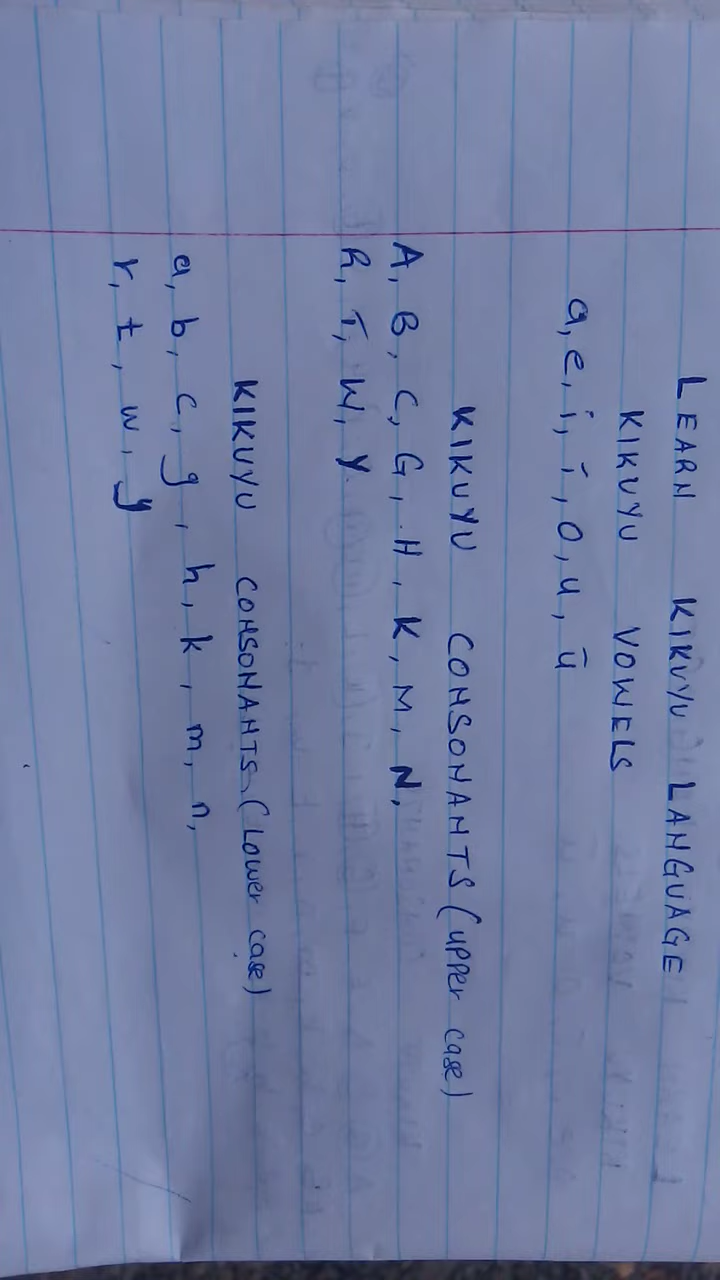 LEARN KIKUYU LANGUAGE
KIKUYU VOWELS
a, e, i, ī, o, u, ū
KIKUYU CONSONANTS (upper case)
A, B, C, G, H, K, M, N,
R, T, W, Y.
KIKUYU CONSONANTS (Lower case)
a, b, c, g, h, k, m, n,
r, t, w, y